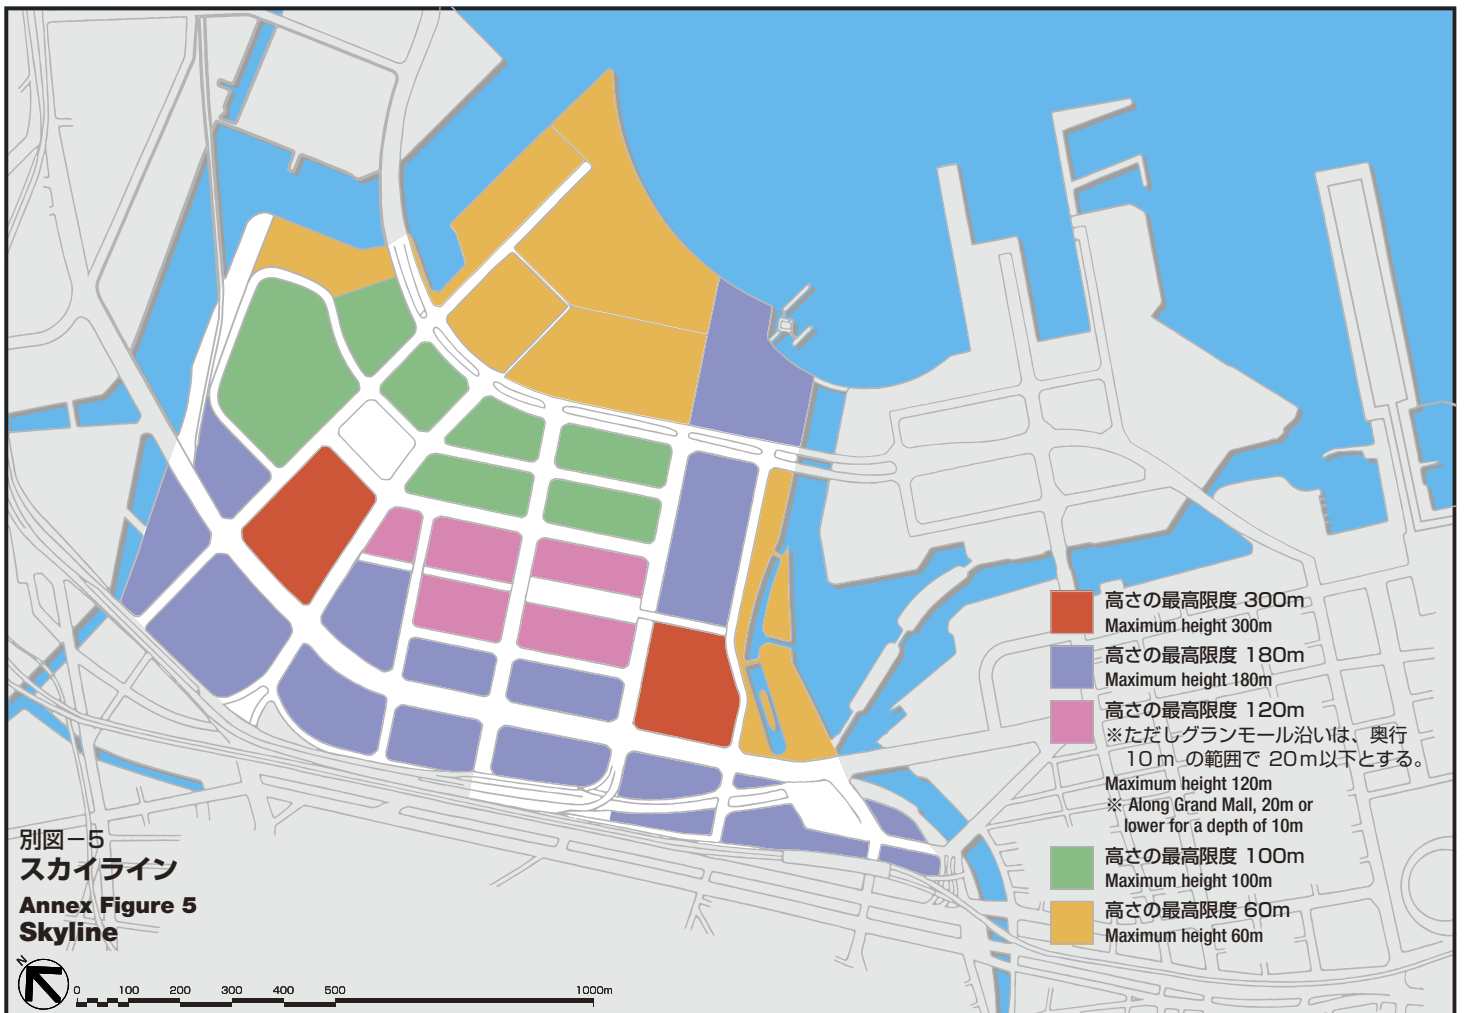 高さの最高限度 300m
Maximum height 300m
高さの最高限度 180m
Maximum height 180m
高さの最高限度 120m
※ただしグランモール沿いは、奥行
10m の範囲で 20m以下とする。
Maximum height 120m
※ Along Grand Mall, 20m or
lower for a depth of 10m
高さの最高限度 100m
Maximum height 100m
高さの最高限度 60m
Maximum height 60m
別図－5
スカイライン
Annex Figure 5
Skyline
N
0 100 200 300 400 500 1000m